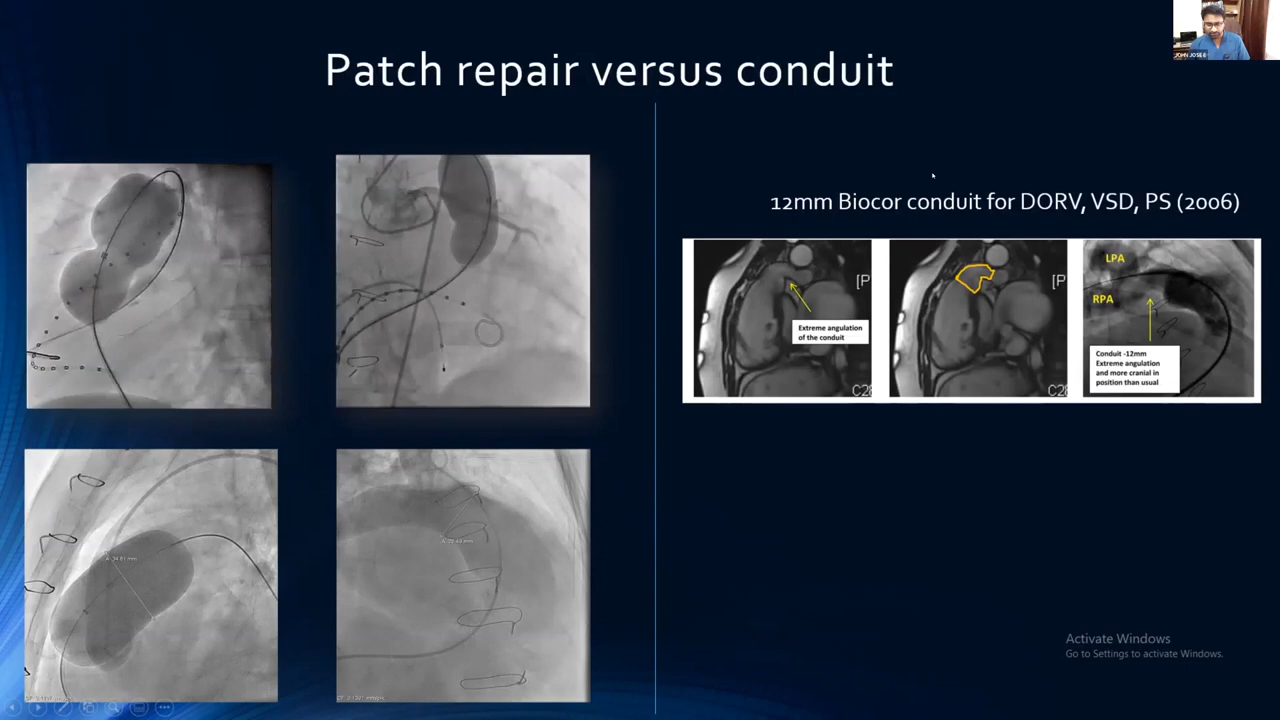 JOHN JOSE E
Patch repair versus conduit
12mm Biocor conduit for DORV, VSD, PS (2006)
[P
Extreme angulation
of the conduit
[P
LPA
RPA
Conduit -12mm
Extreme angulation
and more cranial in
position than usual
Activate Windows
Go to Settings to activate Windows.